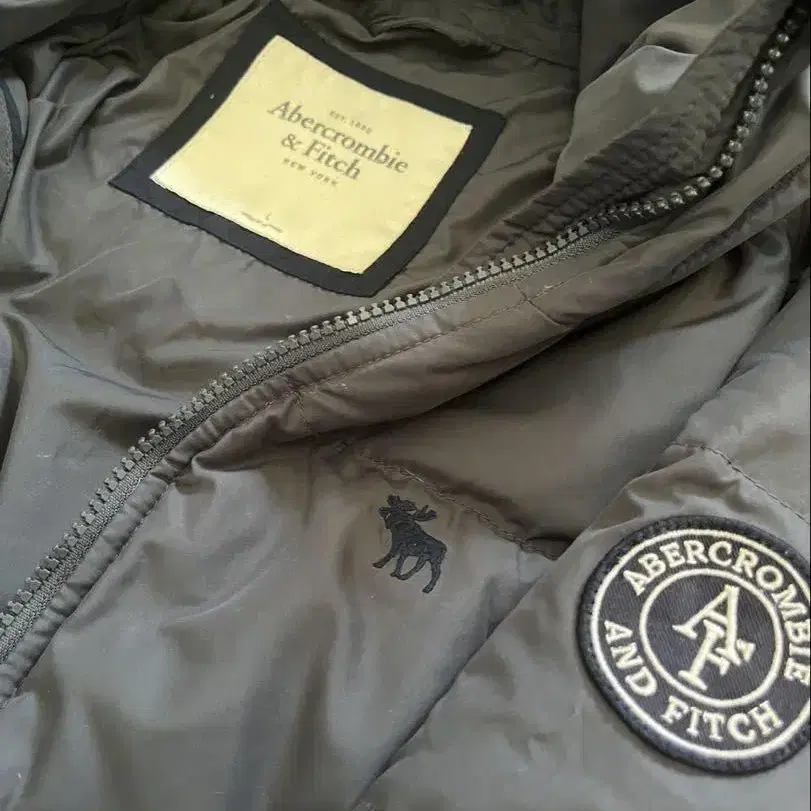 EST. 1892
Abercrombie
& Fitch
NEW YORK
L
ABERCROMBIE
AND FITCH
AF